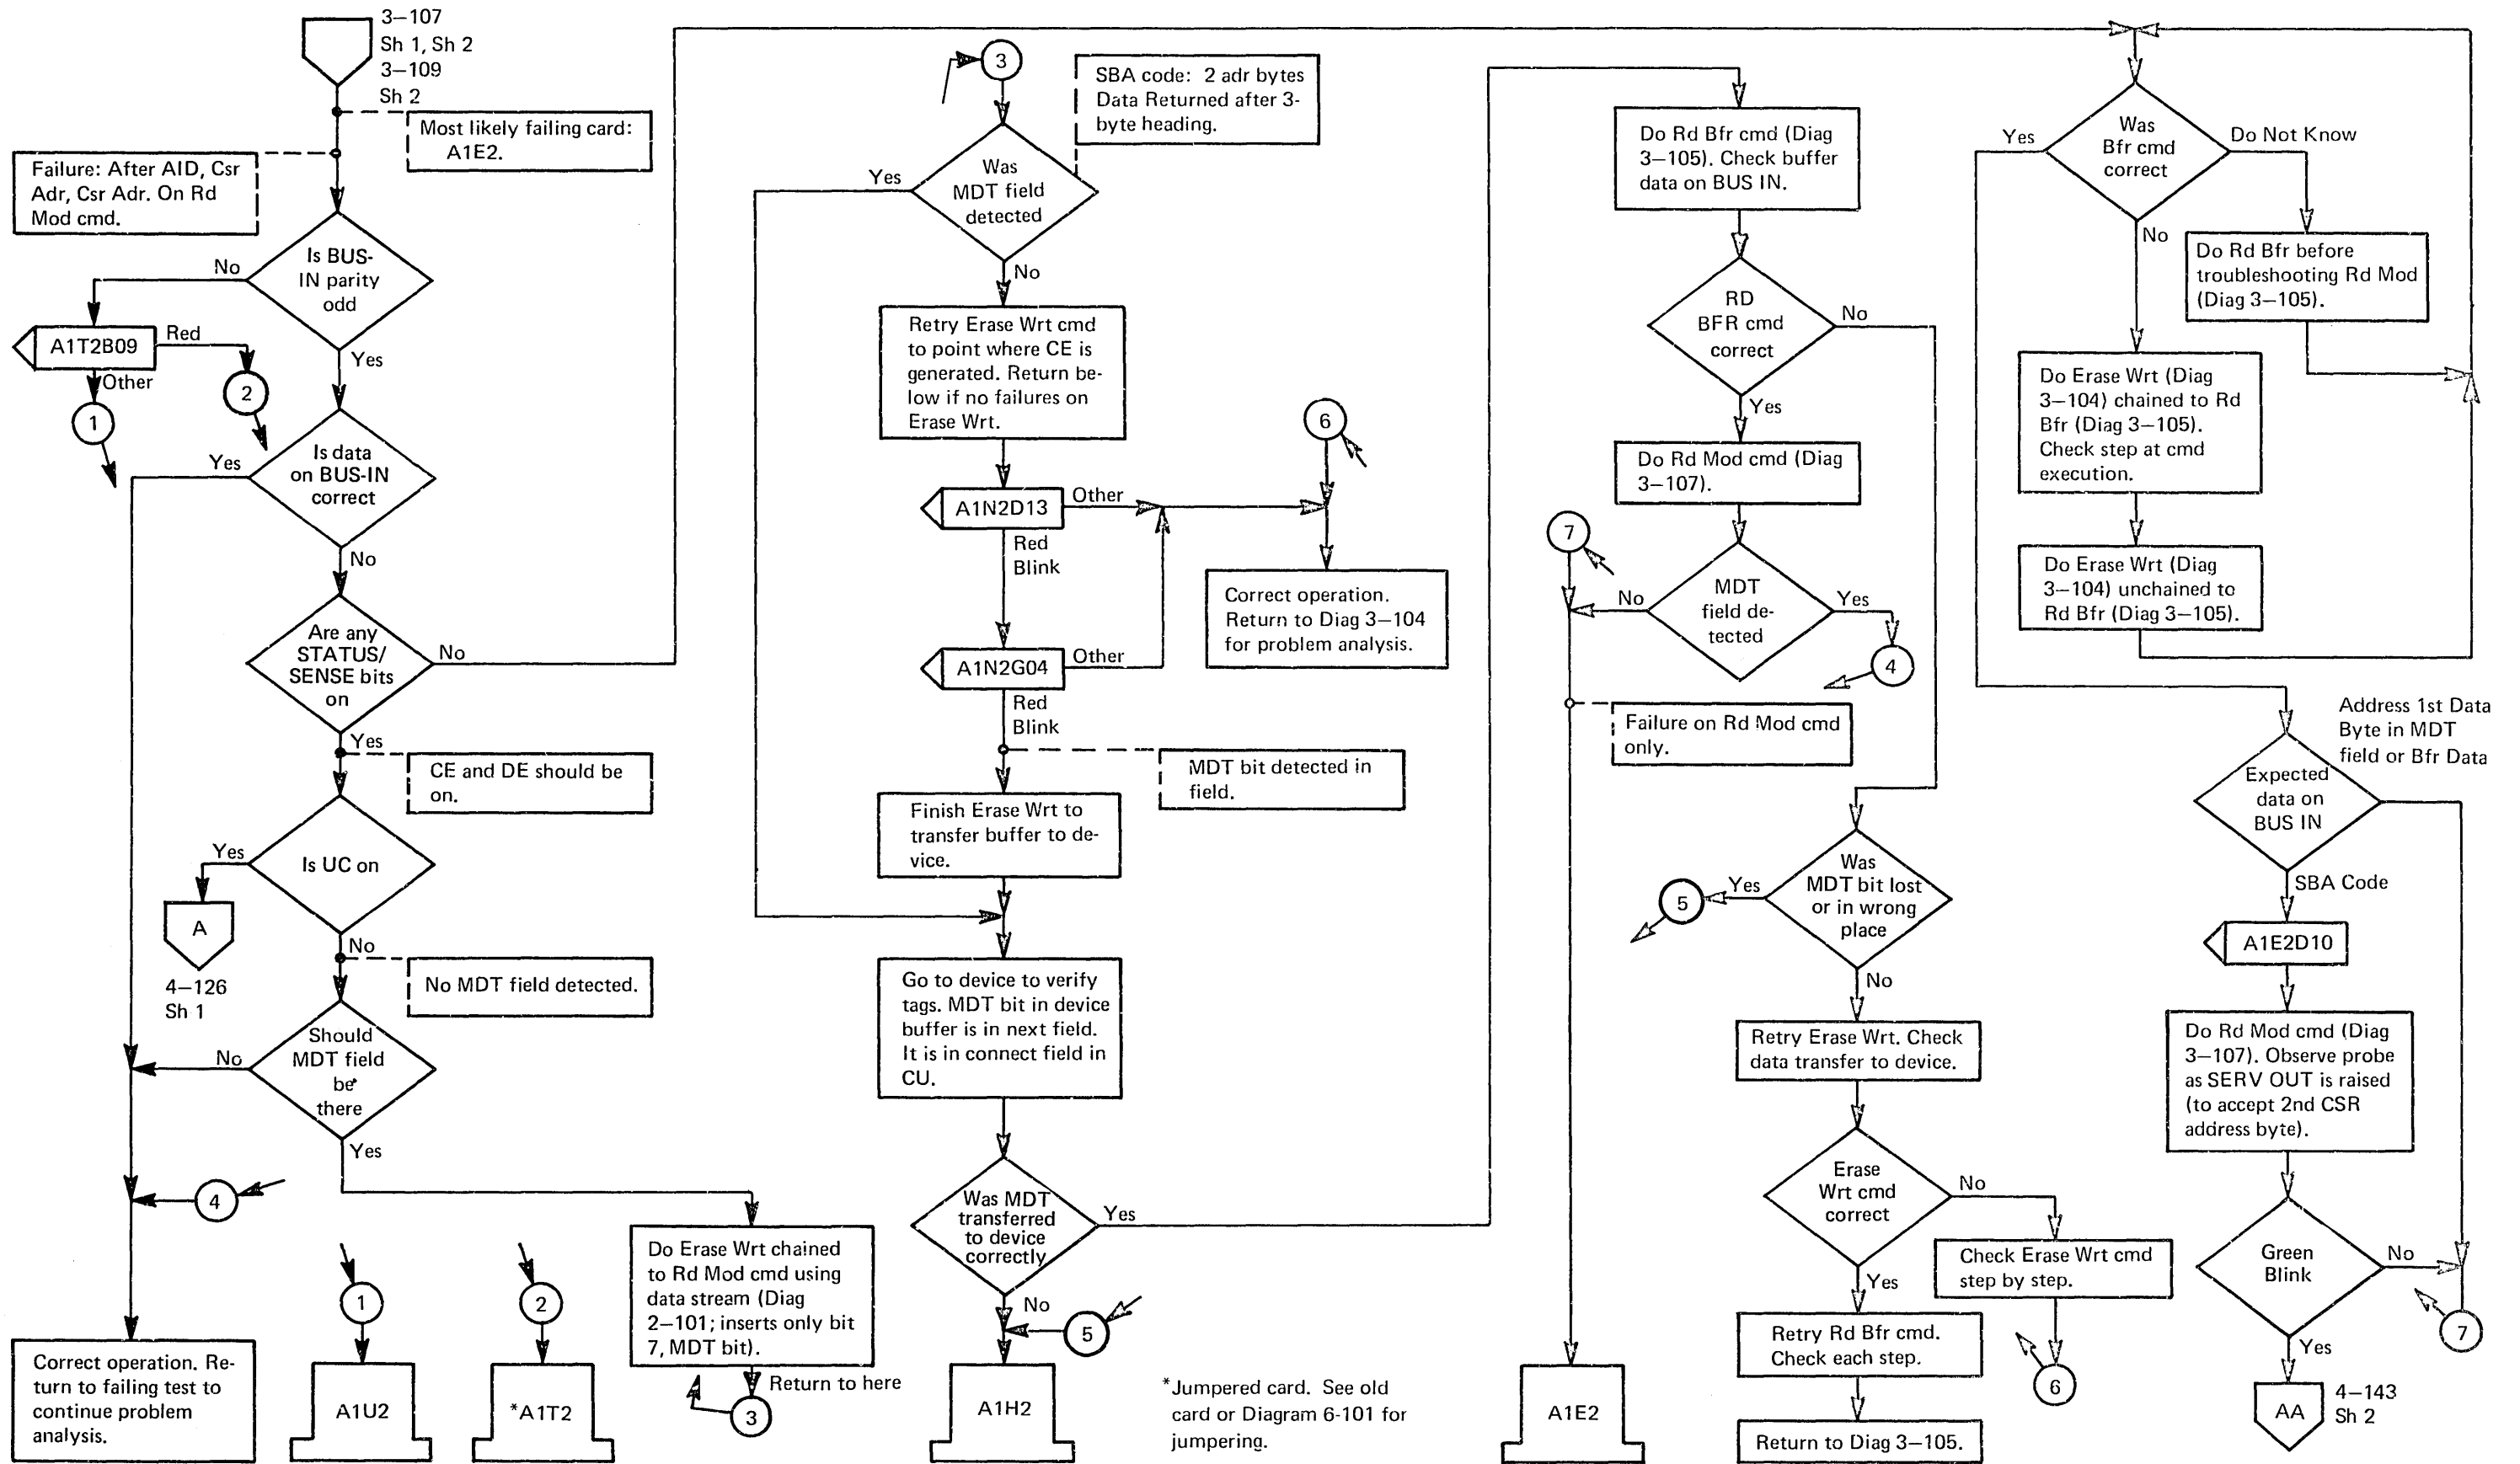 3–107
Sh 1, Sh 2
3–109
Sh 2
Most likely failing card:
A1E2.
Failure: After AID, Csr
Adr, Csr Adr. On Rd
Mod cmd.
Is BUS-
IN parity
odd
No
Yes
A1T2B09
Red
Other
2
1
Is data
on BUS-IN
correct
Yes
No
Are any
STATUS/
SENSE bits
on
No
Yes
CE and DE should be
on.
Is UC on
Yes
No
A
4–126
Sh 1
No MDT field detected.
Should
MDT field
be
there
No
Yes
4
Correct operation. Re-
turn to failing test to
continue problem
analysis.
1
A1U2
2
*A1T2
Do Erase Wrt chained
to Rd Mod cmd using
data stream (Diag
2–101; inserts only bit
7, MDT bit).
Return to here
3
3
SBA code: 2 adr bytes
Data Returned after 3-
byte heading.
Was
MDT field
detected
Yes
No
Retry Erase Wrt cmd
to point where CE is
generated. Return be-
low if no failures on
Erase Wrt.
A1N2D13
Other
Red
Blink
6
Correct operation.
Return to Diag 3–104
for problem analysis.
A1N2G04
Other
Red
Blink
MDT bit detected in
field.
Finish Erase Wrt to
transfer buffer to de-
vice.
Go to device to verify
tags. MDT bit in device
buffer is in next field.
It is in connect field in
CU.
Was MDT
transferred
to device
correctly
Yes
No
5
A1H2
*Jumpered card. See old
card or Diagram 6-101 for
jumpering.
Do Rd Bfr cmd (Diag
3–105). Check buffer
data on BUS IN.
RD
BFR cmd
correct
No
Yes
Do Rd Mod cmd (Diag
3–107).
7
MDT
field de-
tected
No
Yes
4
Failure on Rd Mod cmd
only.
Was
MDT bit lost
or in wrong
place
Yes
5
No
Retry Erase Wrt. Check
data transfer to device.
Erase
Wrt cmd
correct
No
Yes
Check Erase Wrt cmd
step by step.
6
Retry Rd Bfr cmd.
Check each step.
Return to Diag 3–105.
A1E2
Was
Bfr cmd
correct
Yes
Do Not Know
No
Do Rd Bfr before
troubleshooting Rd Mod
(Diag 3–105).
Do Erase Wrt (Diag
3–104) chained to Rd
Bfr (Diag 3–105).
Check step at cmd
execution.
Do Erase Wrt (Diag
3–104) unchained to
Rd Bfr (Diag 3–105).
Address 1st Data
Byte in MDT
field or Bfr Data
Expected
data on
BUS IN
SBA Code
A1E2D10
Do Rd Mod cmd (Diag
3–107). Observe probe
as SERV OUT is raised
(to accept 2nd CSR
address byte).
Green
Blink
No
7
Yes
AA
4–143
Sh 2